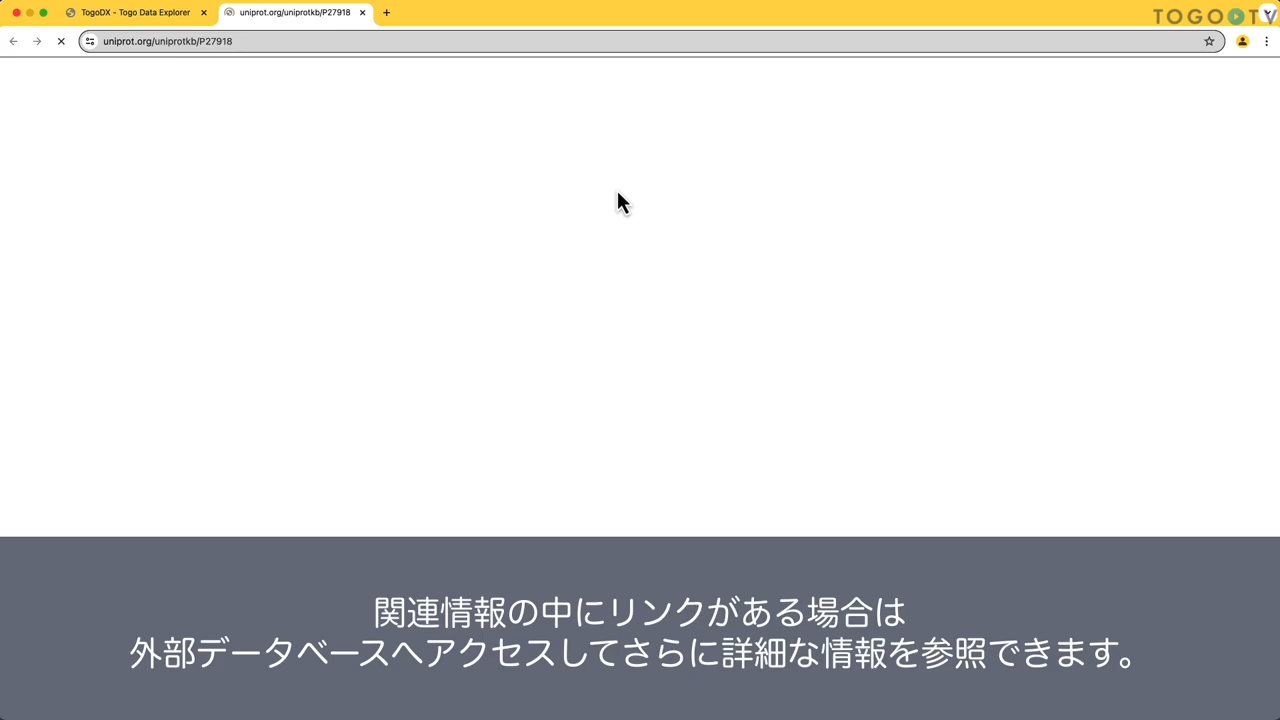 TogoDX - Togo Data Explorer
uniprot.org/uniprotkb/P27918
TOGO TV
uniprot.org/uniprotkb/P27918
関連情報の中にリンクがある場合は
外部データベースへアクセスしてさらに詳細な情報を参照できます。